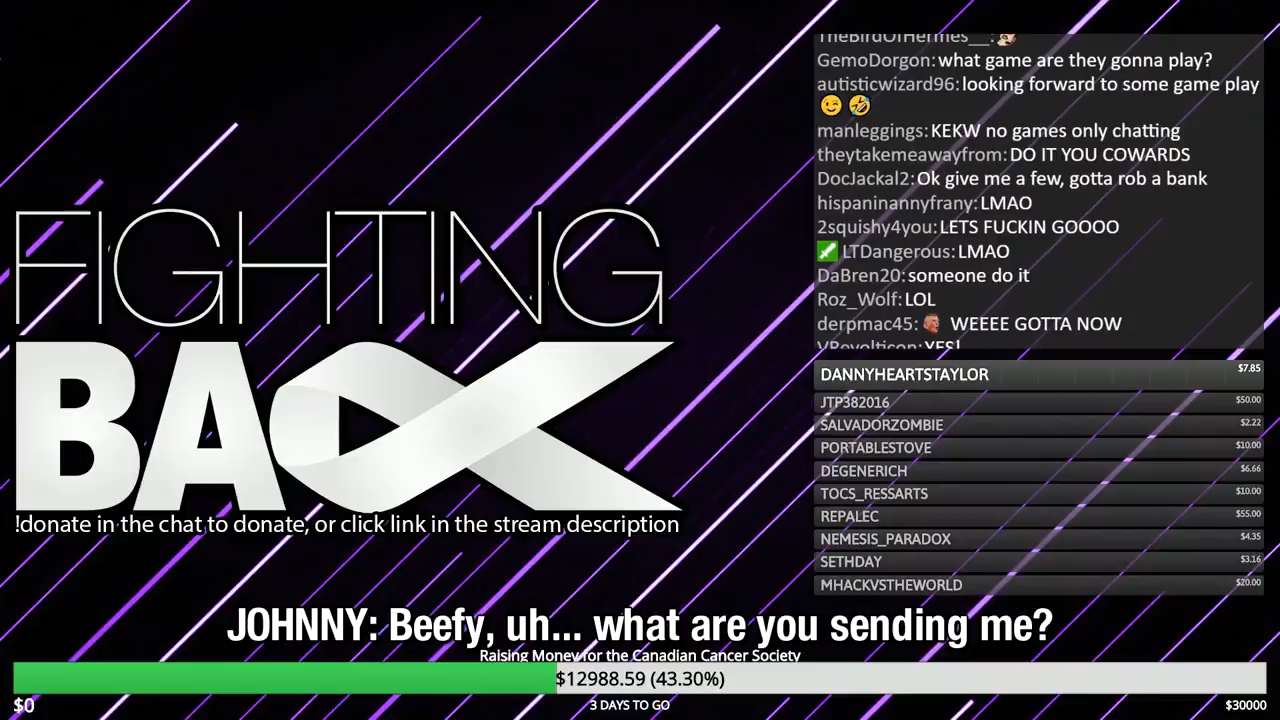 TheBirdOfHermes__:
GemoDorgon: what game are they gonna play?
autisticwizard96: looking forward to some game play
😉 🤣
manleggings: KEKW no games only chatting
theytakemeawayfrom: DO IT YOU COWARDS
DocJackal2: Ok give me a few, gotta rob a bank
hispaninannyfrany: LMAO
2squishy4you: LETS FUCKIN GOOOO
LTDangerous: LMAO
DaBren20: someone do it
Roz_Wolf: LOL
derpmac45: WEEEE GOTTA NOW
VRevolticon: YES!
FIGHTING
BACK
!donate in the chat to donate, or click link in the stream description
DANNYHEARTSTAYLOR $7.85
JTP382016 $50.00
SALVADORZOMBIE $2.22
PORTABLESTOVE $10.00
DEGENERICH $6.66
TOCS_RESSARTS $10.00
REPALEC $55.00
NEMESIS_PARADOX $4.35
SETHDAY $3.16
MHACKVSTHEWORLD $20.00
JOHNNY: Beefy, uh... what are you sending me?
Raising Money for the Canadian Cancer Society
$12988.59 (43.30%)
$0 3 DAYS TO GO $30000